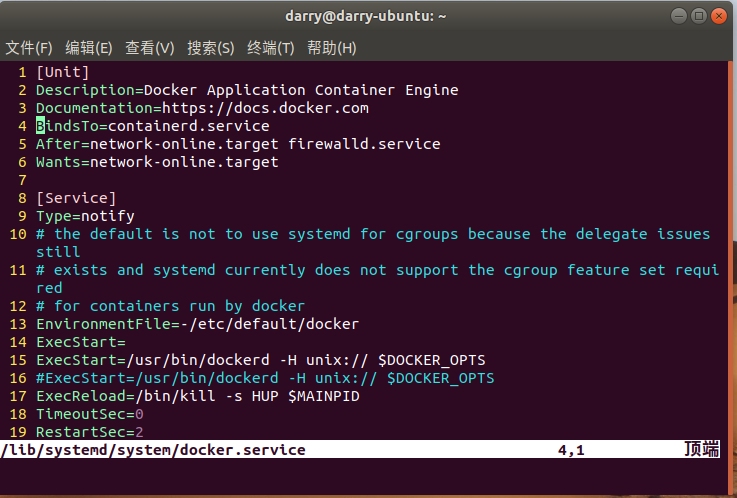 darry@darry-ubuntu: ~
文件(F) 编辑(E) 查看(V) 搜索(S) 终端(T) 帮助(H)
1 [Unit]
2 Description=Docker Application Container Engine
3 Documentation=https://docs.docker.com
4 BindsTo=containerd.service
5 After=network-online.target firewalld.service
6 Wants=network-online.target
7
8 [Service]
9 Type=notify
10 # the default is not to use systemd for cgroups because the delegate issues
still
11 # exists and systemd currently does not support the cgroup feature set requi
red
12 # for containers run by docker
13 EnvironmentFile=-/etc/default/docker
14 ExecStart=
15 ExecStart=/usr/bin/dockerd -H unix:// $DOCKER_OPTS
16 #ExecStart=/usr/bin/dockerd -H unix:// $DOCKER_OPTS
17 ExecReload=/bin/kill -s HUP $MAINPID
18 TimeoutSec=0
19 RestartSec=2
/lib/systemd/system/docker.service 4,1 顶端